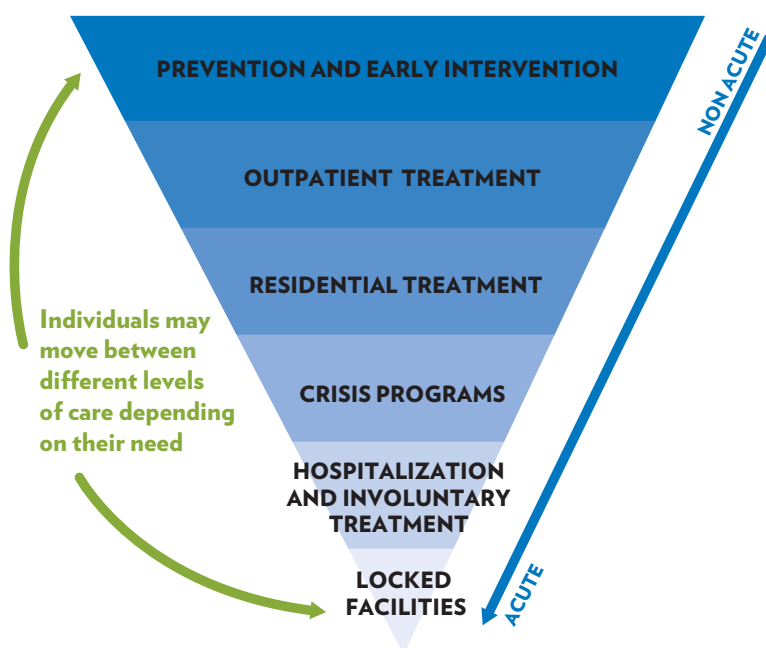 PREVENTION AND EARLY INTERVENTION
NON ACUTE
OUTPATIENT TREATMENT
RESIDENTIAL TREATMENT
Individuals may
move between
different levels
of care depending
on their need
CRISIS PROGRAMS
HOSPITALIZATION
AND INVOLUNTARY
TREATMENT
LOCKED
FACILITIES
ACUTE